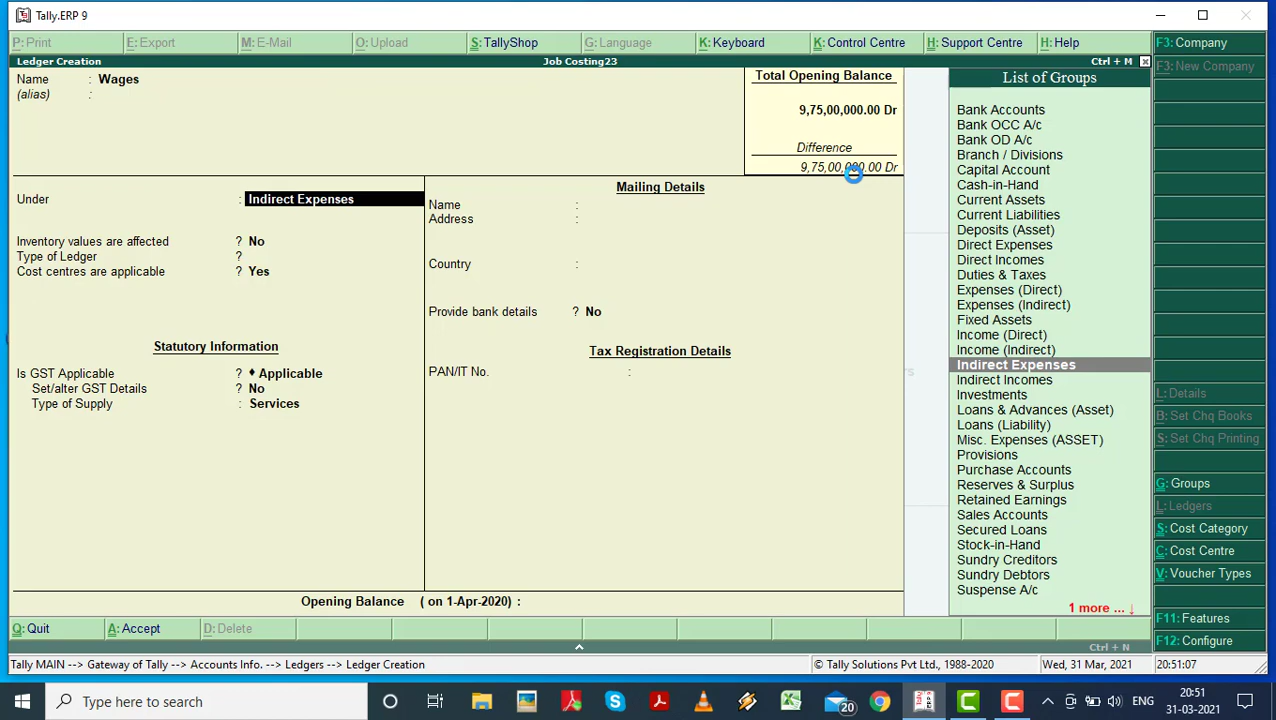 Tally.ERP 9
P: Print
E: Export
M: E-Mail
O: Upload
S: TallyShop
G: Language
K: Keyboard
K: Control Centre
H: Support Centre
H: Help
F3: Company
F3: New Company
Ledger Creation
Job Costing23
Ctrl + M
Name : Wages
(alias) :
Total Opening Balance
9,75,00,000.00 Dr
Difference
9,75,00,000.00 Dr
Under : Indirect Expenses
Inventory values are affected ? No
Type of Ledger ?
Cost centres are applicable ? Yes
Statutory Information
Is GST Applicable ? ♦ Applicable
Set/alter GST Details ? No
Type of Supply : Services
Mailing Details
Name :
Address :
Country :
Provide bank details ? No
Tax Registration Details
PAN/IT No. :
Opening Balance ( on 1-Apr-2020) :
List of Groups
Bank Accounts
Bank OCC A/c
Bank OD A/c
Branch / Divisions
Capital Account
Cash-in-Hand
Current Assets
Current Liabilities
Deposits (Asset)
Direct Expenses
Direct Incomes
Duties & Taxes
Expenses (Direct)
Expenses (Indirect)
Fixed Assets
Income (Direct)
Income (Indirect)
Indirect Expenses
Indirect Incomes
Investments
Loans & Advances (Asset)
Loans (Liability)
Misc. Expenses (ASSET)
Provisions
Purchase Accounts
Reserves & Surplus
Retained Earnings
Sales Accounts
Secured Loans
Stock-in-Hand
Sundry Creditors
Sundry Debtors
Suspense A/c
1 more ... ↓
L: Details
B: Set Chq Books
S: Set Chq Printing
G: Groups
L: Ledgers
S: Cost Category
C: Cost Centre
V: Voucher Types
F11: Features
F12: Configure
Q: Quit
A: Accept
D: Delete
Ctrl + N
Tally MAIN --> Gateway of Tally --> Accounts Info. --> Ledgers --> Ledger Creation
© Tally Solutions Pvt Ltd., 1988-2020
Wed, 31 Mar, 2021
20:51:07
Type here to search
20
ENG
20:51
31-03-2021